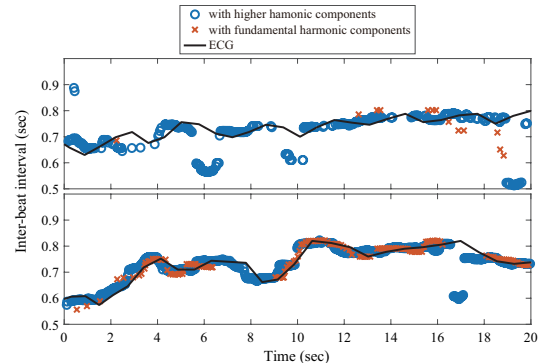 with higher hamonic components
with fundamental harmonic components
ECG
Inter-beat interval (sec)
0.9
0.8
0.7
0.6
0.5
0.9
0.8
0.7
0.6
0.5
0 2 4 6 8 10 12 14 16 18 20
Time (sec)